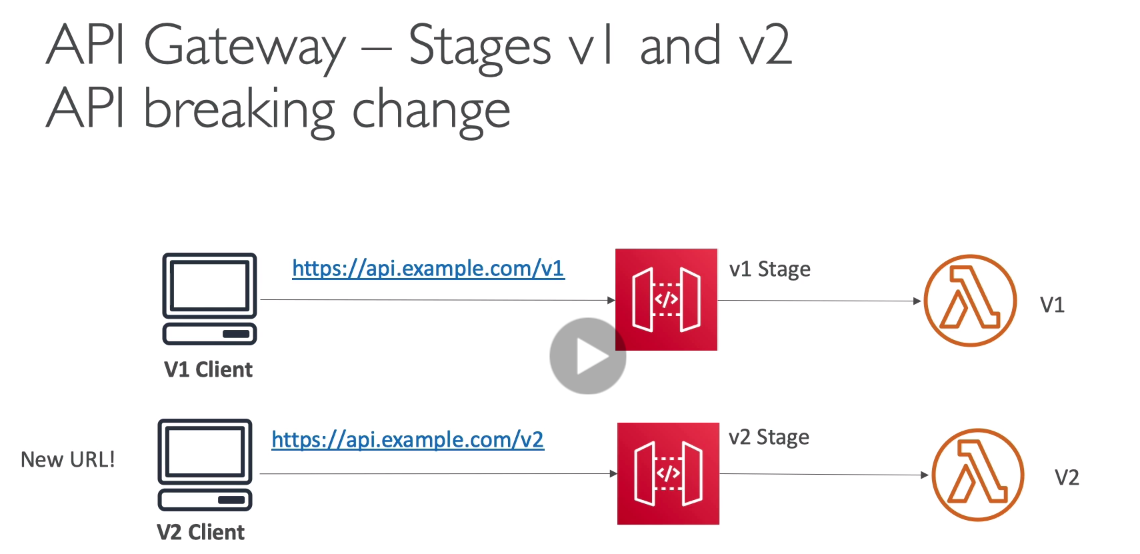 API Gateway – Stages v1 and v2
API breaking change
https://api.example.com/v1
v1 Stage
</>
V1
V1 Client
https://api.example.com/v2
v2 Stage
New URL!
</>
V2
V2 Client